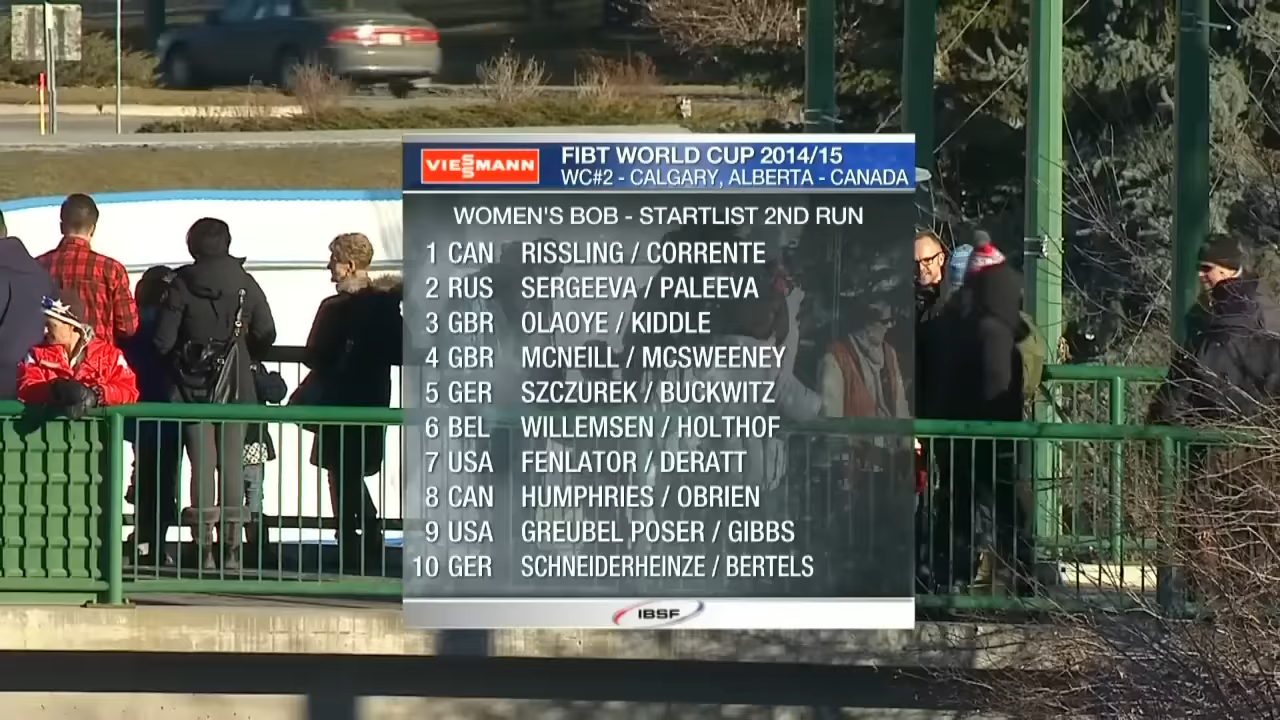 VIESSMANN
FIBT WORLD CUP 2014/15
WC#2 - CALGARY, ALBERTA - CANADA
WOMEN'S BOB - STARTLIST 2ND RUN
1 CAN RISSLING / CORRENTE
2 RUS SERGEEVA / PALEEVA
3 GBR OLAOYE / KIDDLE
4 GBR MCNEILL / MCSWEENEY
5 GER SZCZUREK / BUCKWITZ
6 BEL WILLEMSEN / HOLTHOF
7 USA FENLATOR / DERATT
8 CAN HUMPHRIES / OBRIEN
9 USA GREUBEL POSER / GIBBS
10 GER SCHNEIDERHEINZE / BERTELS
IBSF